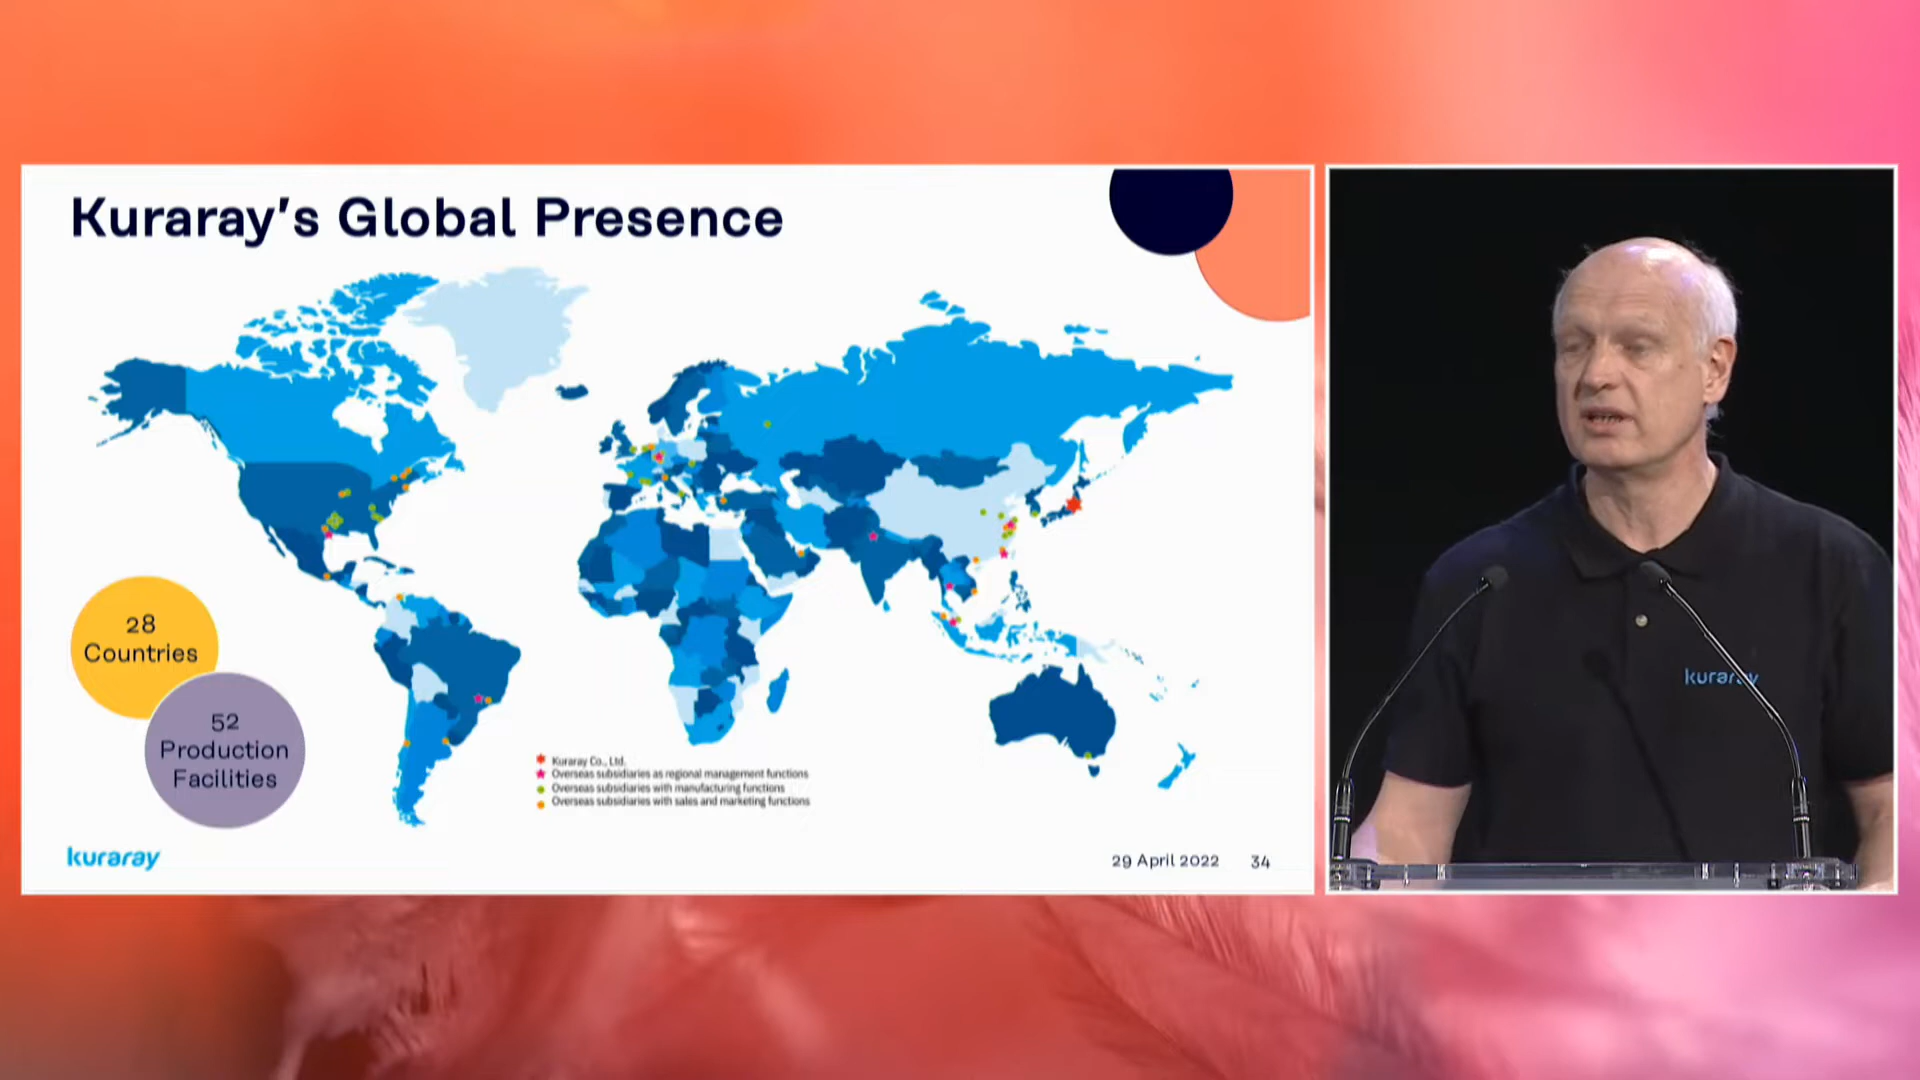 Kuraray's Global Presence
28
Countries
52
Production
Facilities
Kuraray Co., Ltd.
Overseas subsidiaries as regional management functions
Overseas subsidiaries with manufacturing functions
Overseas subsidiaries with sales and marketing functions
kuraray
29 April 2022 34
kuraray